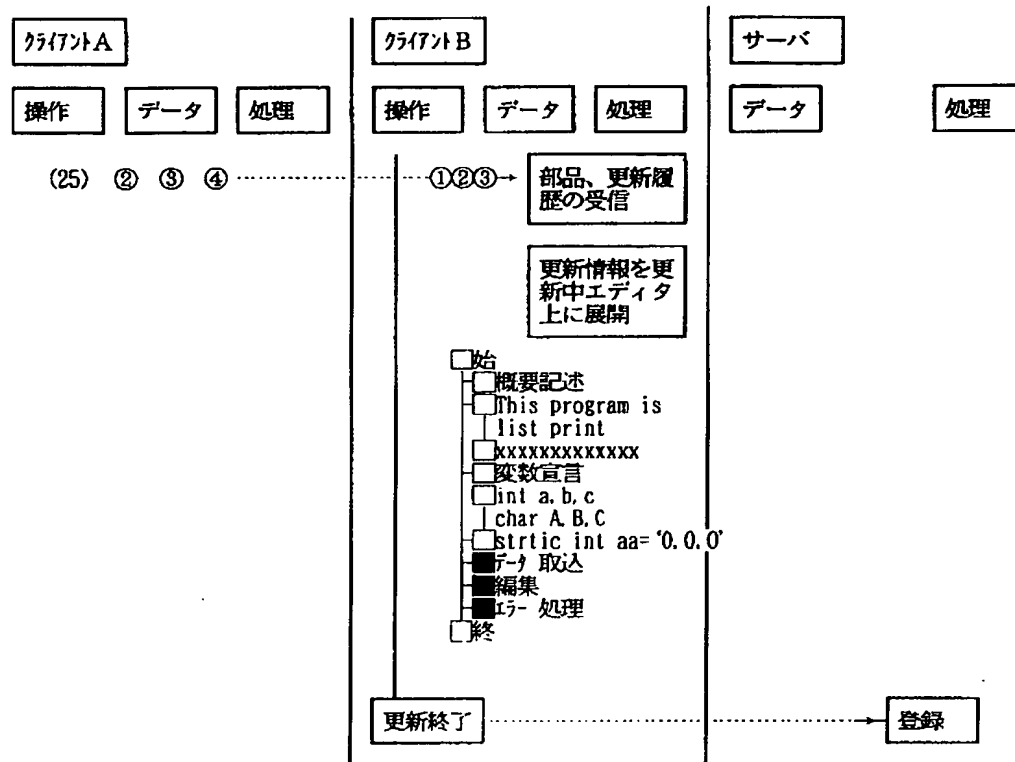 クライアントA
クライアントB
サーバ
操作 データ 処理
操作 データ 処理
データ 処理
(25) ② ③ ④
①②③
部品、更新履
歴の受信
更新情報を更
新中エディタ
上に展開
始
概要記述
This program is
list print
xxxxxxxxxxxxx
変数宣言
int a,b,c
char A,B,C
strtic int aa='0.0.0'
データ 取込
編集
エラー 処理
終
更新終了
登録